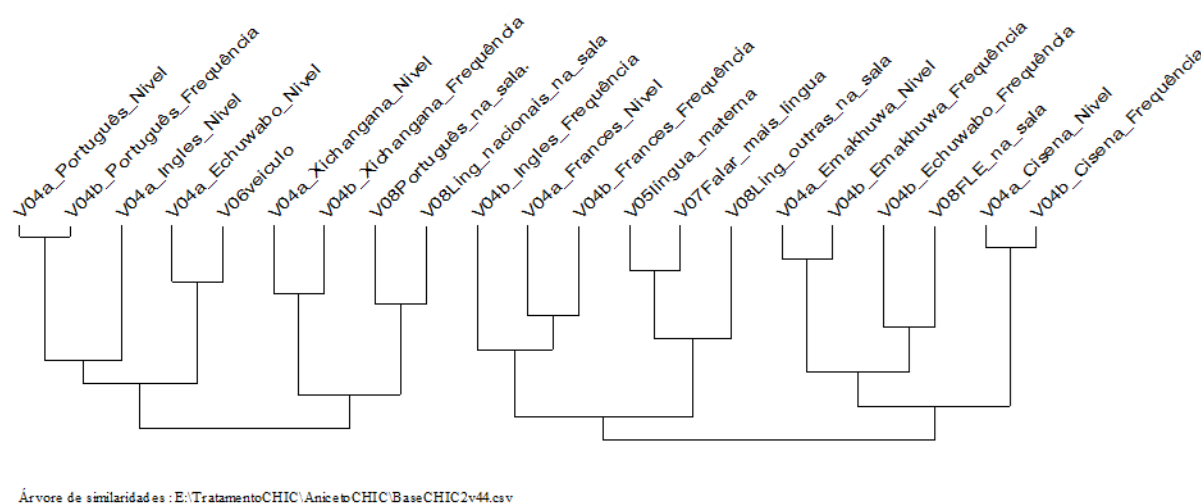 V04a_Português_Nivel
V04b_Português_Frequência
V04a_Ingles_Nivel
V04a_Echuwabo_Nivel
V06veiculo
V04a_Xichangana_Nivel
V04b_Xichangana_Frequência
V08Português_na_sala.
V08Ling_nacionals_na_sala
V04b_Ingles_Frequência
V04a_Frances_Nivel
V04b_Frances_Frequência
V05lingua_materna
V07Falar_mais_lingua
V08Ling_outras_na_sala
V04a_Emakhuwa_Nivel
V04b_Emakhuwa_Frequência
V04b_Echuwabo_Frequência
V08FLE_na_sala
V04a_Cisena_Nivel
V04b_Cisena_Frequência
Árvore de similaridades : E:\TratamentoCHIC\AnicetoCHIC\BaseCHIC2v44.csv